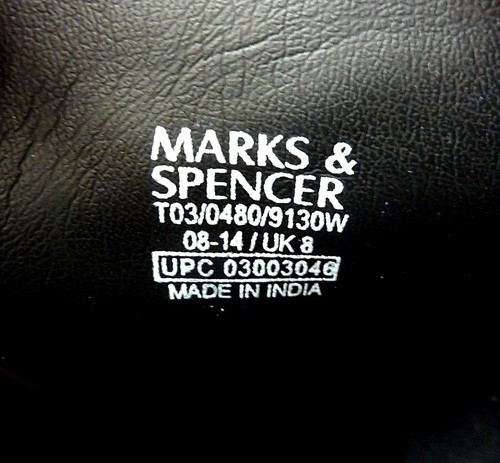 MARKS &
SPENCER
T03/0480/9130W
08-14 / UK 8
UPC 03003046
MADE IN INDIA